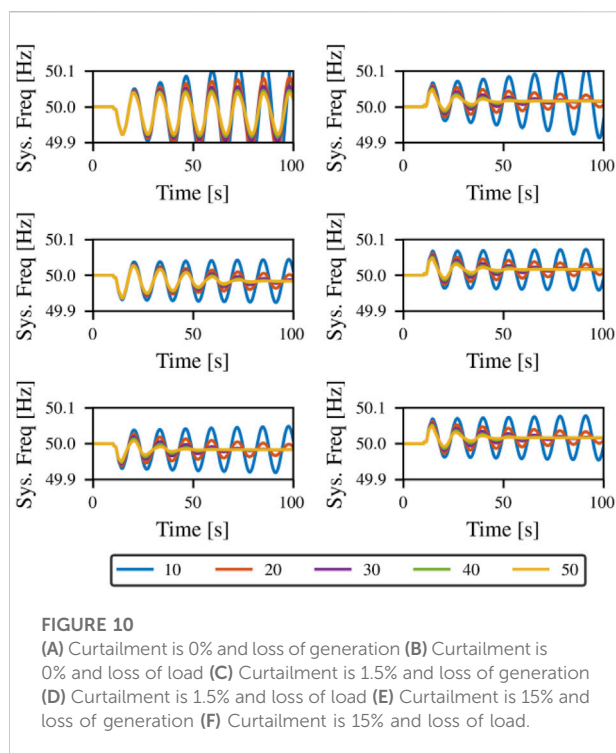 Sys. Freq [Hz]
50.1
50.0
49.9
0
50
100
Time [s]
Sys. Freq [Hz]
50.1
50.0
49.9
0
50
100
Time [s]
Sys. Freq [Hz]
50.1
50.0
49.9
0
50
100
Time [s]
Sys. Freq [Hz]
50.1
50.0
49.9
0
50
100
Time [s]
Sys. Freq [Hz]
50.1
50.0
49.9
0
50
100
Time [s]
Sys. Freq [Hz]
50.1
50.0
49.9
0
50
100
Time [s]
10 20 30 40 50
FIGURE 10
(A) Curtailment is 0% and loss of generation (B) Curtailment is
0% and loss of load (C) Curtailment is 1.5% and loss of generation
(D) Curtailment is 1.5% and loss of load (E) Curtailment is 15% and
loss of generation (F) Curtailment is 15% and loss of load.